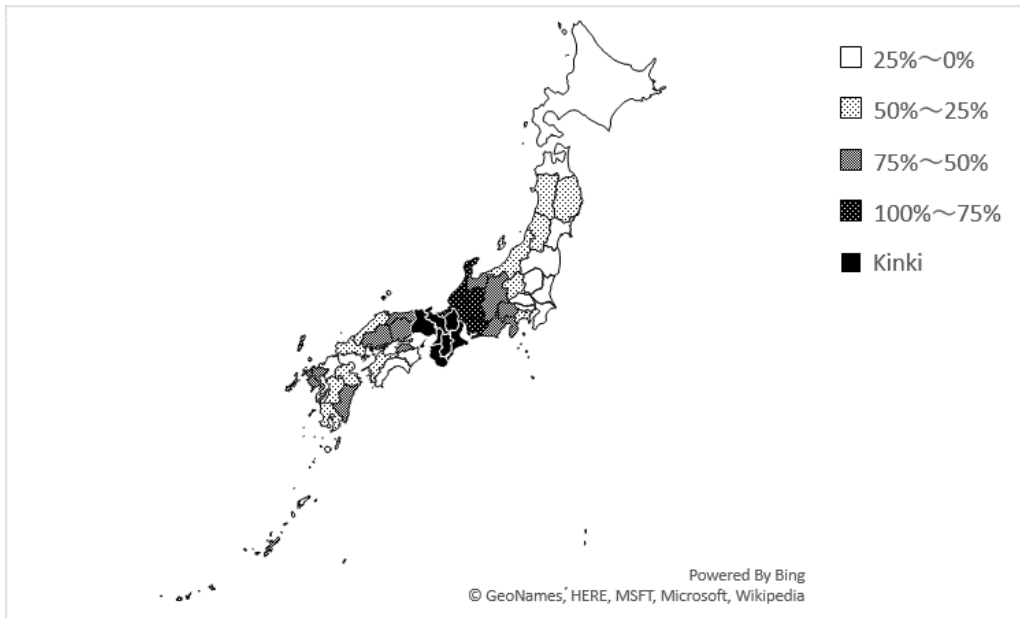 25%～0%
50%～25%
75%～50%
100%～75%
Kinki
Powered By Bing
© GeoNames, HERE, MSFT, Microsoft, Wikipedia